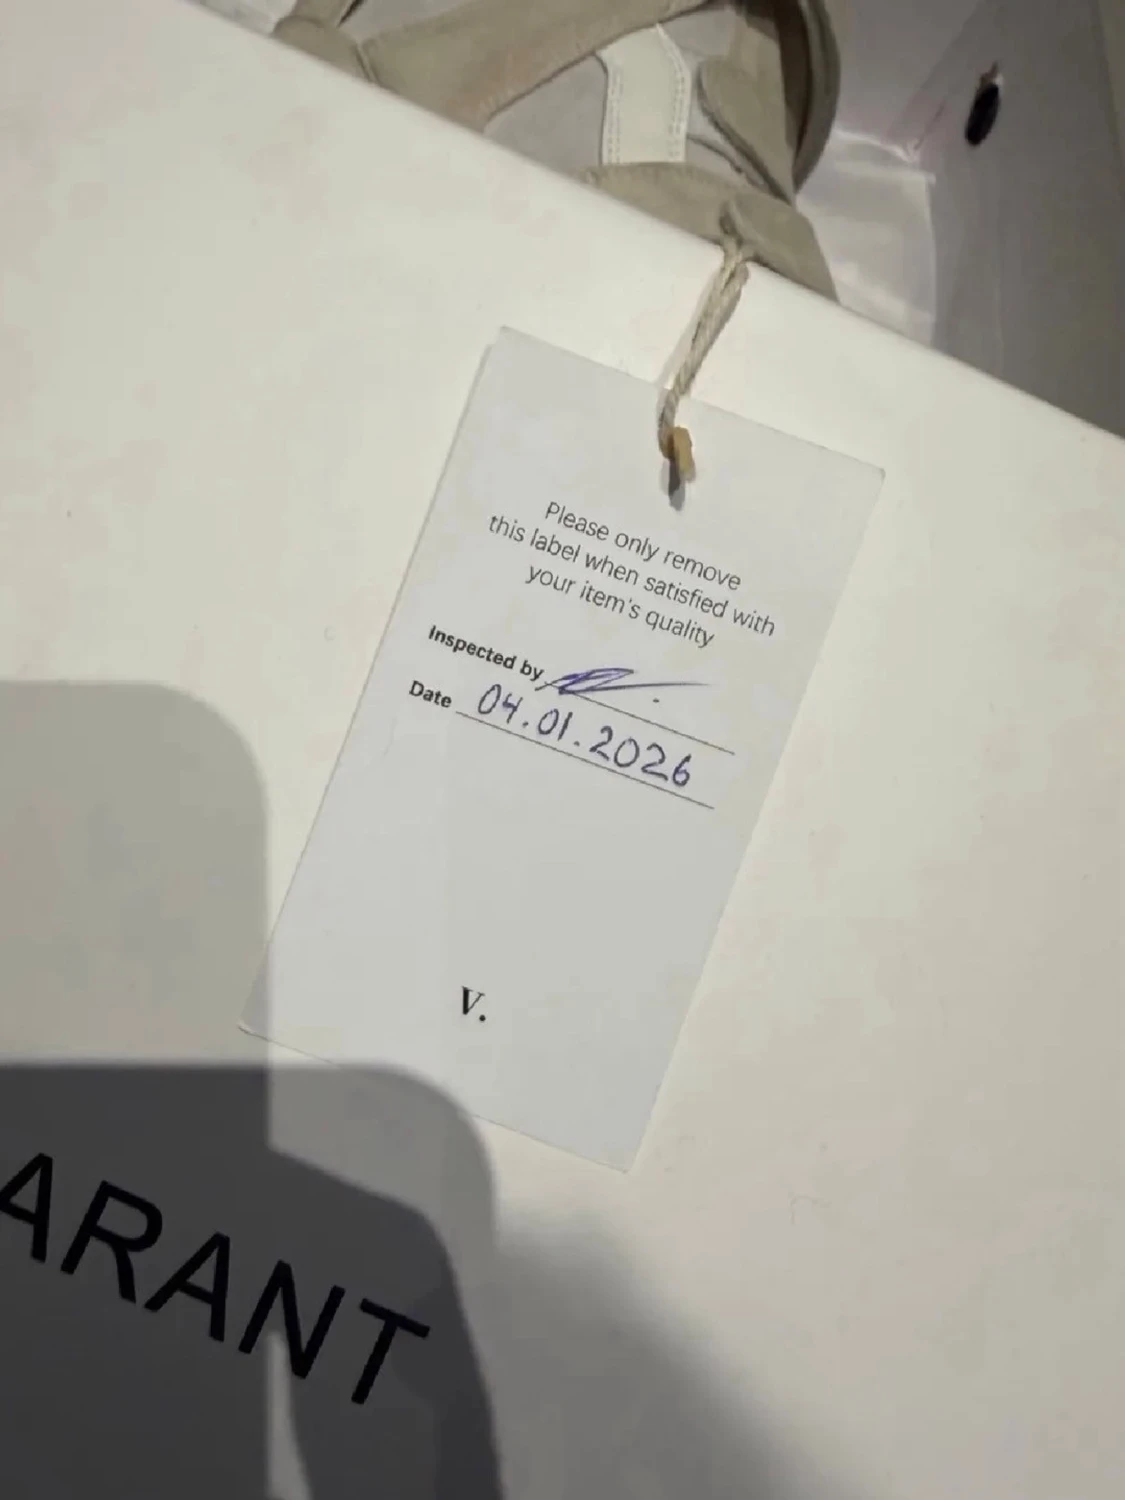 Please only remove
this label when satisfied with
your item's quality
Inspected by
Date 04.01.2026
V.
ARANT